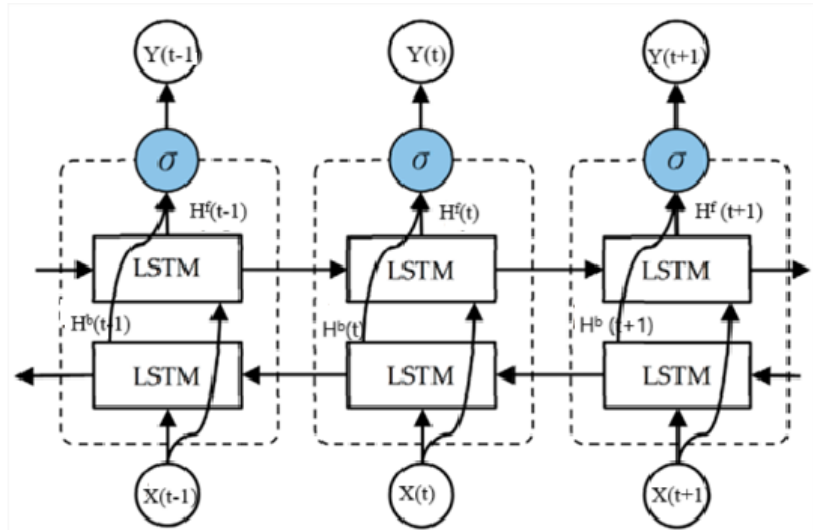 Y(t-1) Y(t) Y(t+1)
σ σ σ
Hᶠ(t-1) Hᶠ(t) Hᶠ(t+1)
LSTM LSTM LSTM
Hᵇ(t-1) Hᵇ(t) Hᵇ (t+1)
LSTM LSTM LSTM
X(t-1) X(t) X(t+1